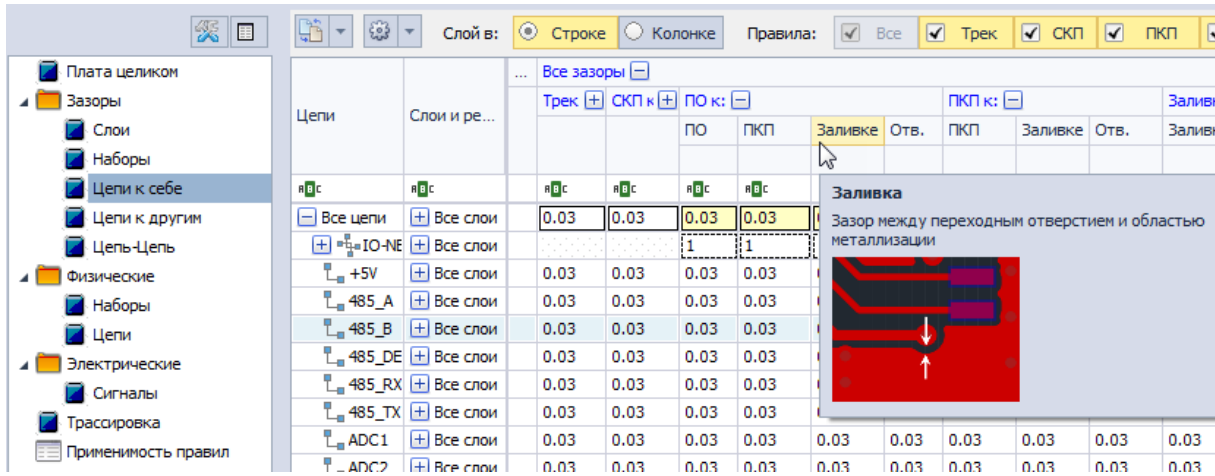 Слой в: Строке Колонке Правила: Все Трек СКП ПКП
Плата целиком
Зазоры
Слои
Наборы
Цепи к себе
Цепи к другим
Цепь-Цепь
Физические
Наборы
Цепи
Электрические
Сигналы
Трассировка
Применимость правил
... Все зазоры
Цепи Слои и ре... Трек СКП к ПО к: ПКП к: Заливк
ПО ПКП Заливке Отв. ПКП Заливке Отв. Заливк
ABC ABC ABC ABC ABC ABC
Все цепи Все слои 0.03 0.03 0.03 0.03
IO-NE Все слои 1 1
+5V Все слои 0.03 0.03 0.03 0.03
485_A Все слои 0.03 0.03 0.03 0.03
485_B Все слои 0.03 0.03 0.03 0.03
485_DE Все слои 0.03 0.03 0.03 0.03
485_RX Все слои 0.03 0.03 0.03 0.03
485_TX Все слои 0.03 0.03 0.03 0.03
ADC1 Все слои 0.03 0.03 0.03 0.03 0.03 0.03 0.03 0.03 0.03 0.03
ADC2 Все слои 0.03 0.03 0.03 0.03 0.03 0.03 0.03 0.03 0.03 0.03
Заливка
Зазор между переходным отверстием и областью
металлизации